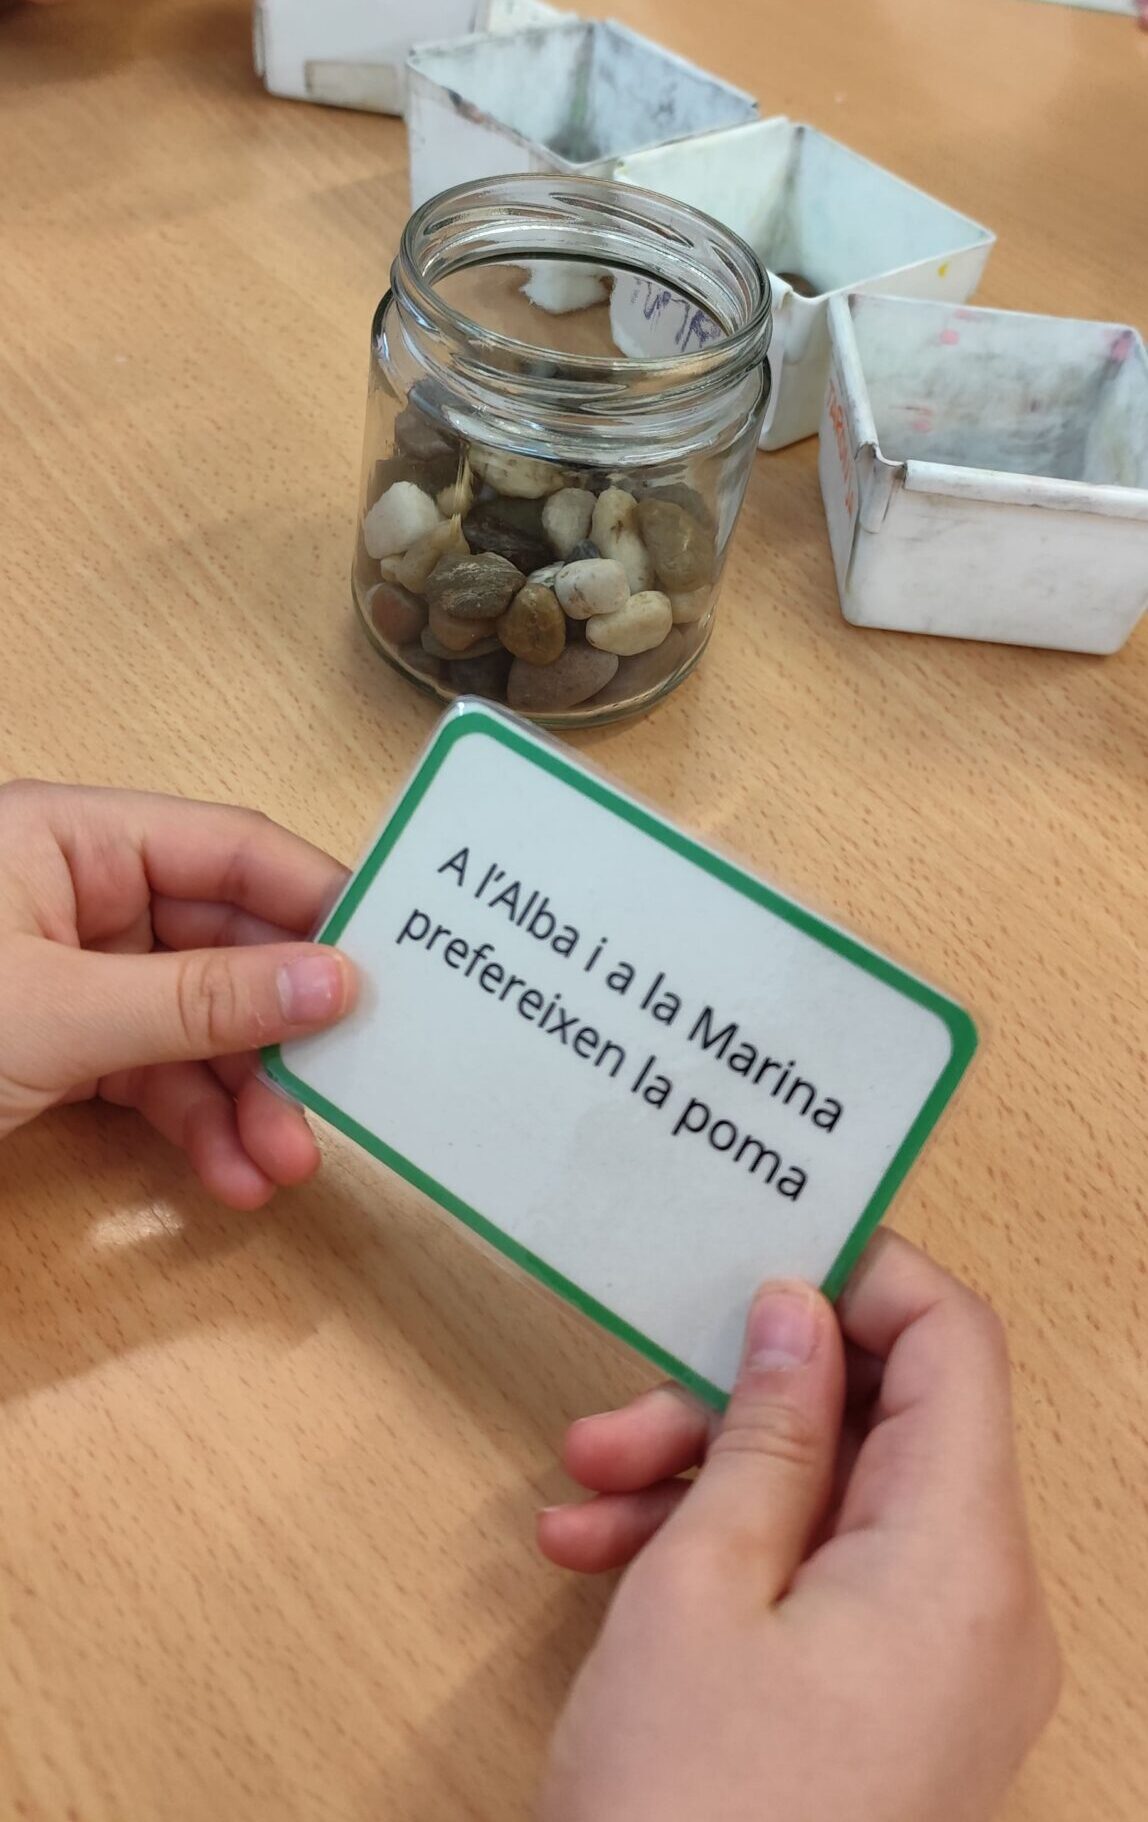 A l'Alba i a la Marina
prefereixen la poma